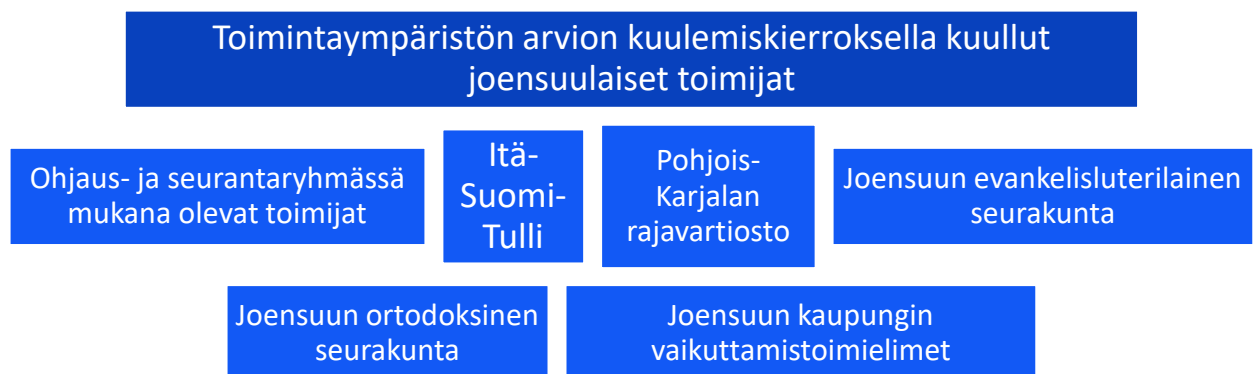 Toimintaympäristön arvion kuulemiskierroksella kuullut
joensuulaiset toimijat
Ohjaus- ja seurantaryhmässä
mukana olevat toimijat
Itä-
Suomi-
Tulli
Pohjois-
Karjalan
rajavartiosto
Joensuun evankelisluterilainen
seurakunta
Joensuun ortodoksinen
seurakunta
Joensuun kaupungin
vaikuttamistoimielimet